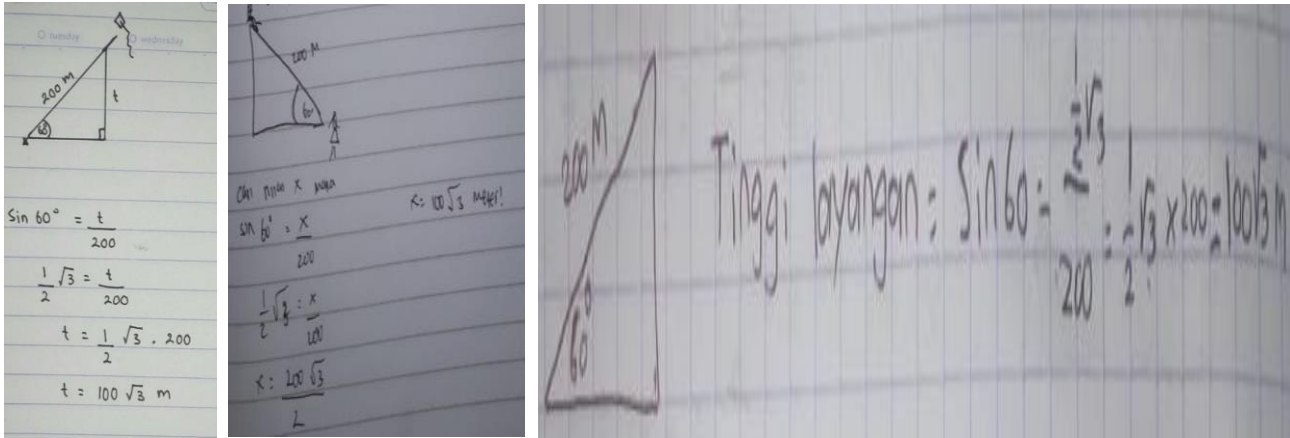 O Tuesday O Wednesday
200 m
t
60
sin 60° = t/200
1/2 √3 = t/200
t = 1/2 √3 . 200
t = 100 √3 m
200 M
60
x
sin 60° = x/200
1/2 √3 = x/200
x = 200 √3/2
x = 100 √3 meter!
200 m
60°
Tinggi layangan = Sin 60 = 1/2 √3/200 = 1/2 √3 x 200 = 100 √3 m